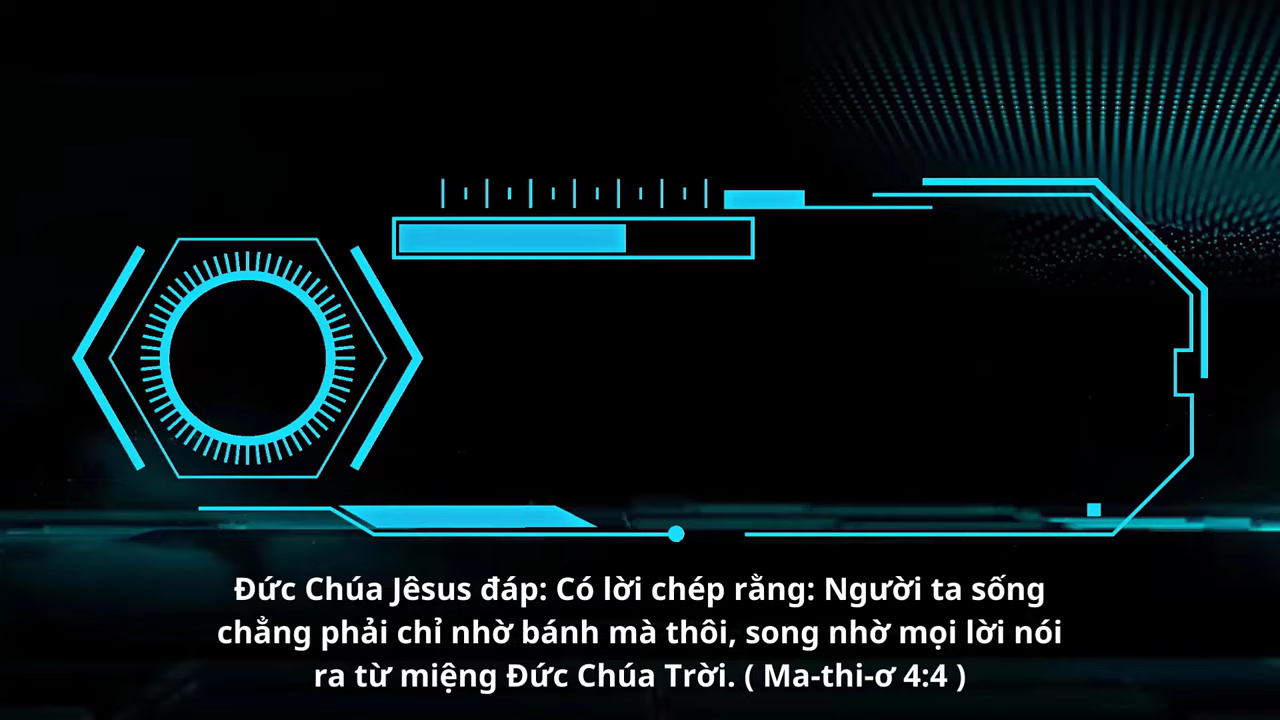 Đức Chúa Jêsus đáp: Có lời chép rằng: Người ta sống
chẳng phải chỉ nhờ bánh mà thôi, song nhờ mọi lời nói
ra từ miệng Đức Chúa Trời. ( Ma-thi-ơ 4:4 )